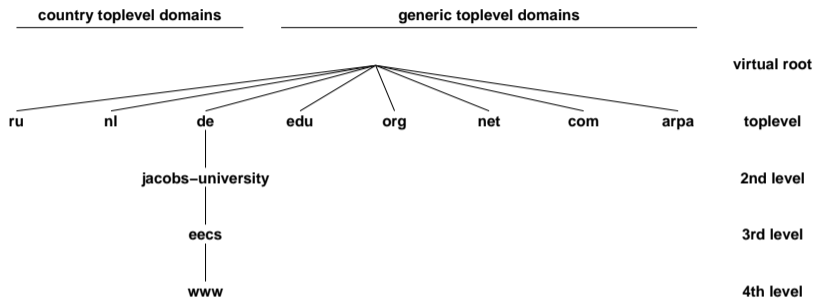 country toplevel domains generic toplevel domains
virtual root
ru nl de edu org net com arpa toplevel
jacobs−university 2nd level
eecs 3rd level
www 4th level